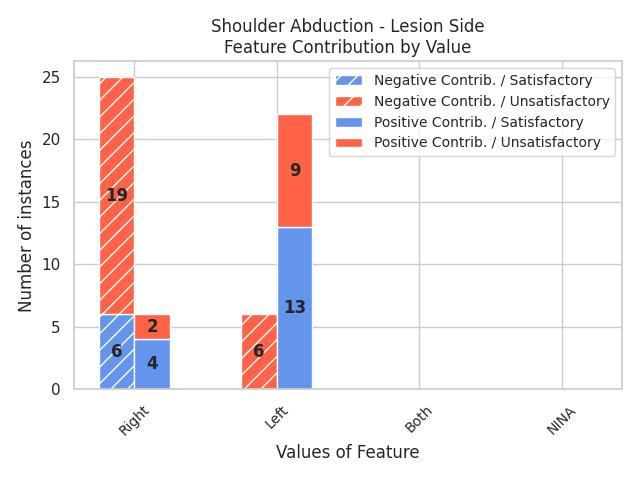 Shoulder Abduction - Lesion Side
Feature Contribution by Value
Negative Contrib. / Satisfactory
Negative Contrib. / Unsatisfactory
Positive Contrib. / Satisfactory
Positive Contrib. / Unsatisfactory
Number of instances
25
20
15
10
5
0
19
6
2
4
6
9
13
Right
Left
Both
NINA
Values of Feature